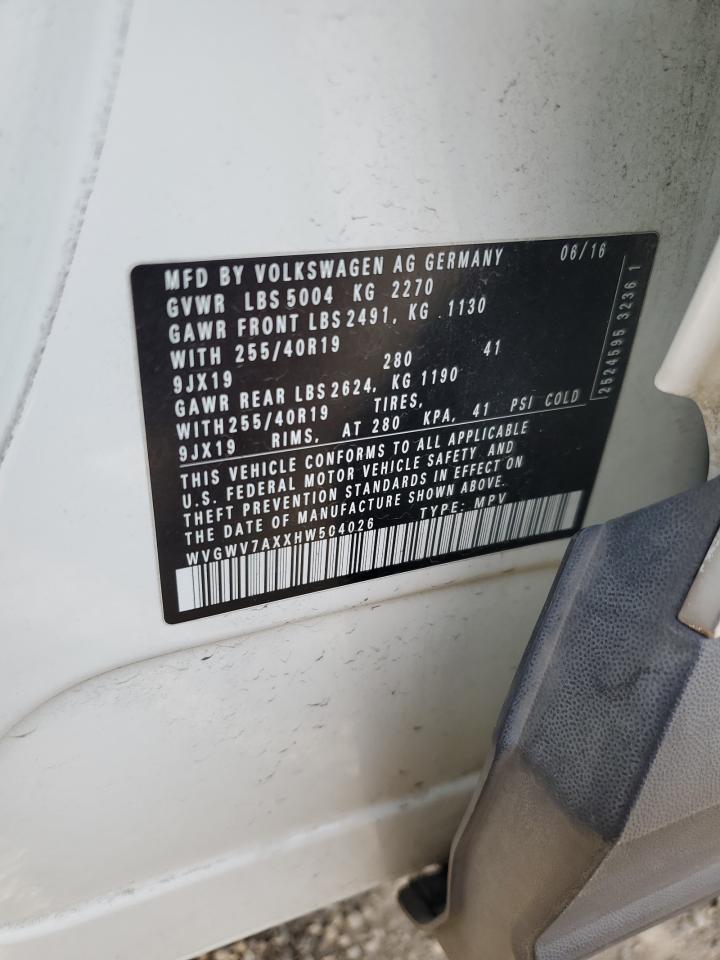 MFD BY VOLKSWAGEN AG GERMANY 06/16
GVWR LBS 5004 KG 2270
GAWR FRONT LBS 2491, KG .1130
WITH 255/40R19
9JX19 280 41
GAWR REAR LBS 2624, KG 1190
WITH 255/40R19 TIRES,
9JX19 RIMS, AT 280 KPA, 41 PSI COLD
THIS VEHICLE CONFORMS TO ALL APPLICABLE
U.S. FEDERAL MOTOR VEHICLE SAFETY AND
THEFT PREVENTION STANDARDS IN EFFECT ON
THE DATE OF MANUFACTURE SHOWN ABOVE.
WVGWV7AXXHW504026 TYPE: MPV
2524595 3236 1